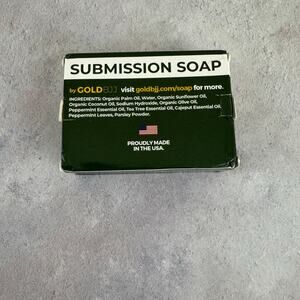 SUBMISSION SOAP
by GOLDBJJ visit goldbjj.com/soap for more.
INGREDIENTS: Organic Palm Oil, Water, Organic Sunflower Oil,
Organic Coconut Oil, Sodium Hydroxide, Organic Olive Oil,
Peppermint Essential Oil, Tea Tree Essential Oil, Cajeput Essential Oil,
Peppermint Leaves, Parsley Powder.
PROUDLY MADE
IN THE USA.